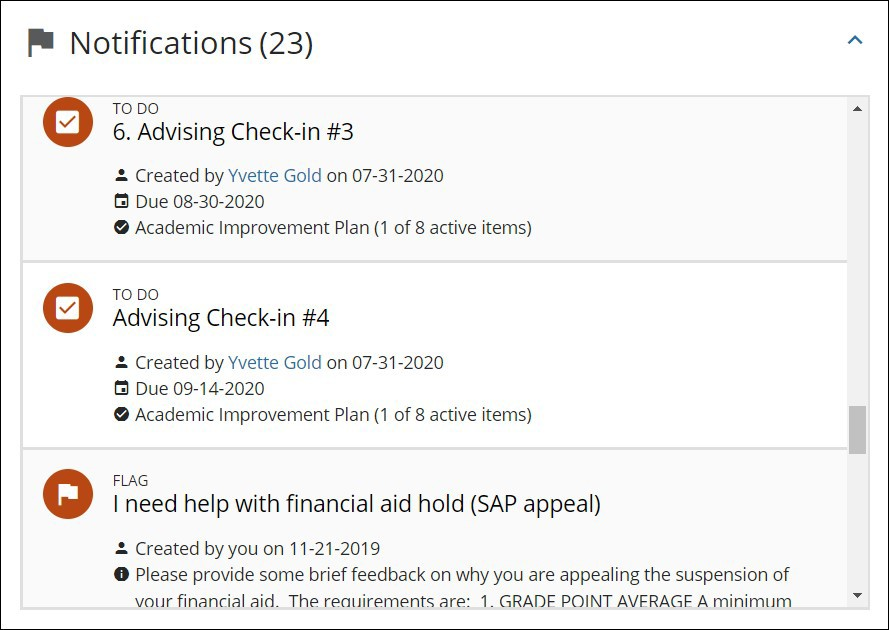 Notifications (23)
TO DO
6. Advising Check-in #3
Created by Yvette Gold on 07-31-2020
Due 08-30-2020
Academic Improvement Plan (1 of 8 active items)
TO DO
Advising Check-in #4
Created by Yvette Gold on 07-31-2020
Due 09-14-2020
Academic Improvement Plan (1 of 8 active items)
FLAG
I need help with financial aid hold (SAP appeal)
Created by you on 11-21-2019
Please provide some brief feedback on why you are appealing the suspension of
your financial aid.  The requirements are:  1. GRADE POINT AVERAGE A minimum